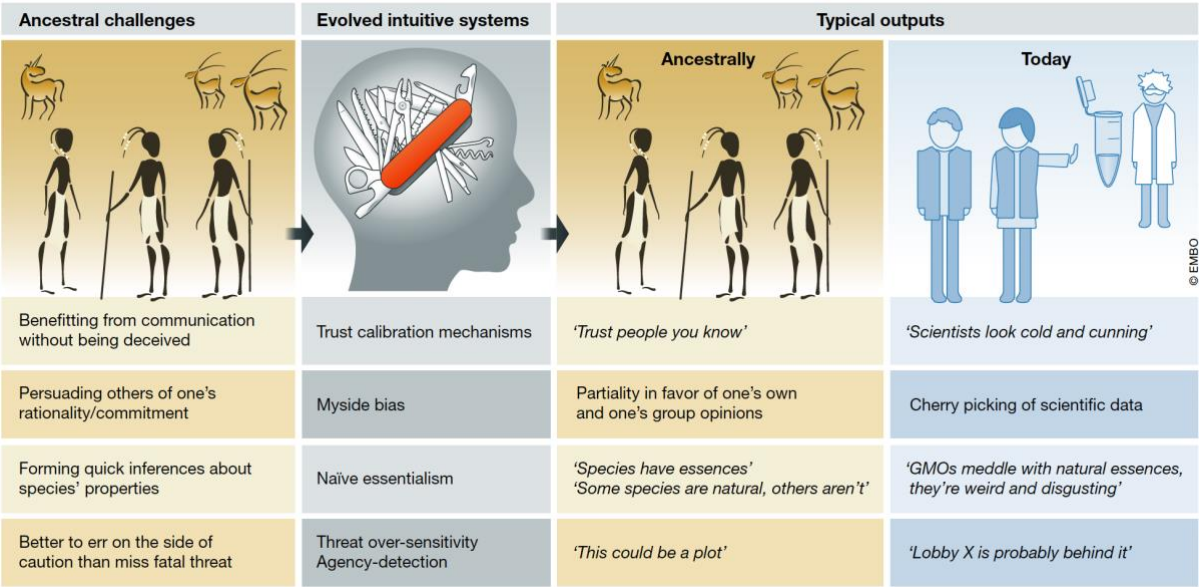 Ancestral challenges
Evolved intuitive systems
Typical outputs
Ancestrally
Today
© EMBO
Benefitting from communication
without being deceived
Trust calibration mechanisms
‘Trust people you know’
‘Scientists look cold and cunning’
Persuading others of one’s
rationality/commitment
Myside bias
Partiality in favor of one’s own
and one’s group opinions
Cherry picking of scientific data
Forming quick inferences about
species’ properties
Naïve essentialism
‘Species have essences’
‘Some species are natural, others aren’t’
‘GMOs meddle with natural essences,
they’re weird and disgusting’
Better to err on the side of
caution than miss fatal threat
Threat over-sensitivity
Agency-detection
‘This could be a plot’
‘Lobby X is probably behind it’